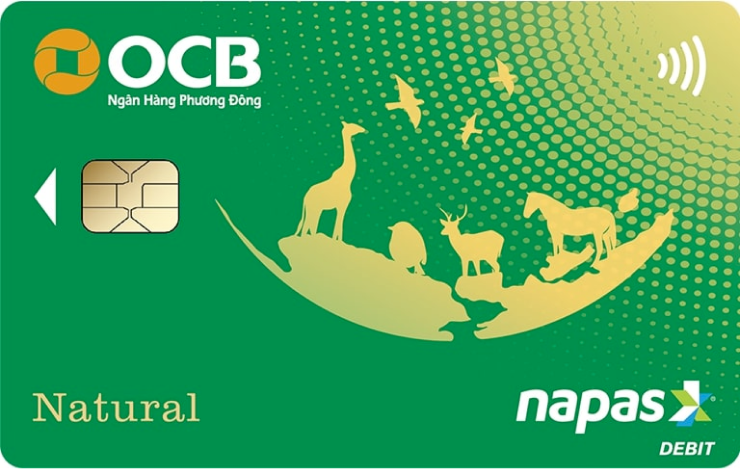 OCB
Ngân Hàng Phương Đông
Natural
napas
DEBIT